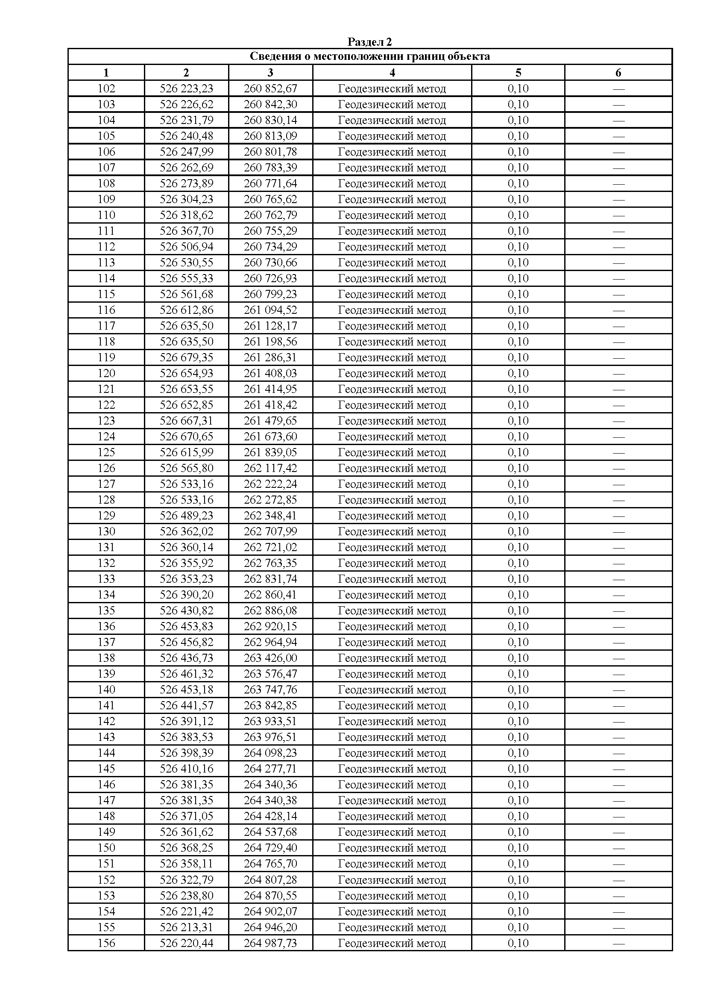 Раздел 2
Сведения о местоположении границ объекта
1 2 3 4 5 6
102 526 223,23 260 852,67 Геодезический метод 0,10 —
103 526 226,62 260 842,30 Геодезический метод 0,10 —
104 526 231,79 260 830,14 Геодезический метод 0,10 —
105 526 240,48 260 813,09 Геодезический метод 0,10 —
106 526 247,99 260 801,78 Геодезический метод 0,10 —
107 526 262,69 260 783,39 Геодезический метод 0,10 —
108 526 273,89 260 771,64 Геодезический метод 0,10 —
109 526 304,23 260 765,62 Геодезический метод 0,10 —
110 526 318,62 260 762,79 Геодезический метод 0,10 —
111 526 367,70 260 755,29 Геодезический метод 0,10 —
112 526 506,94 260 734,29 Геодезический метод 0,10 —
113 526 530,55 260 730,66 Геодезический метод 0,10 —
114 526 555,33 260 726,93 Геодезический метод 0,10 —
115 526 561,68 260 799,23 Геодезический метод 0,10 —
116 526 612,86 261 094,52 Геодезический метод 0,10 —
117 526 635,50 261 128,17 Геодезический метод 0,10 —
118 526 635,50 261 198,56 Геодезический метод 0,10 —
119 526 679,35 261 286,31 Геодезический метод 0,10 —
120 526 654,93 261 408,03 Геодезический метод 0,10 —
121 526 653,55 261 414,95 Геодезический метод 0,10 —
122 526 652,85 261 418,42 Геодезический метод 0,10 —
123 526 667,31 261 479,65 Геодезический метод 0,10 —
124 526 670,65 261 673,60 Геодезический метод 0,10 —
125 526 615,99 261 839,05 Геодезический метод 0,10 —
126 526 565,80 262 117,42 Геодезический метод 0,10 —
127 526 533,16 262 222,24 Геодезический метод 0,10 —
128 526 533,16 262 272,85 Геодезический метод 0,10 —
129 526 489,23 262 348,41 Геодезический метод 0,10 —
130 526 362,02 262 707,99 Геодезический метод 0,10 —
131 526 360,14 262 721,02 Геодезический метод 0,10 —
132 526 355,92 262 763,35 Геодезический метод 0,10 —
133 526 353,23 262 831,74 Геодезический метод 0,10 —
134 526 390,20 262 860,41 Геодезический метод 0,10 —
135 526 430,82 262 886,08 Геодезический метод 0,10 —
136 526 453,83 262 920,15 Геодезический метод 0,10 —
137 526 456,82 262 964,94 Геодезический метод 0,10 —
138 526 436,73 263 426,00 Геодезический метод 0,10 —
139 526 461,32 263 576,47 Геодезический метод 0,10 —
140 526 453,18 263 747,76 Геодезический метод 0,10 —
141 526 441,57 263 842,85 Геодезический метод 0,10 —
142 526 391,12 263 933,51 Геодезический метод 0,10 —
143 526 383,53 263 976,51 Геодезический метод 0,10 —
144 526 398,39 264 098,23 Геодезический метод 0,10 —
145 526 410,16 264 277,71 Геодезический метод 0,10 —
146 526 381,35 264 340,36 Геодезический метод 0,10 —
147 526 381,35 264 340,38 Геодезический метод 0,10 —
148 526 371,05 264 428,14 Геодезический метод 0,10 —
149 526 361,62 264 537,68 Геодезический метод 0,10 —
150 526 368,25 264 729,40 Геодезический метод 0,10 —
151 526 358,11 264 765,70 Геодезический метод 0,10 —
152 526 322,79 264 807,28 Геодезический метод 0,10 —
153 526 238,80 264 870,55 Геодезический метод 0,10 —
154 526 221,42 264 902,07 Геодезический метод 0,10 —
155 526 213,31 264 946,20 Геодезический метод 0,10 —
156 526 220,44 264 987,73 Геодезический метод 0,10 —